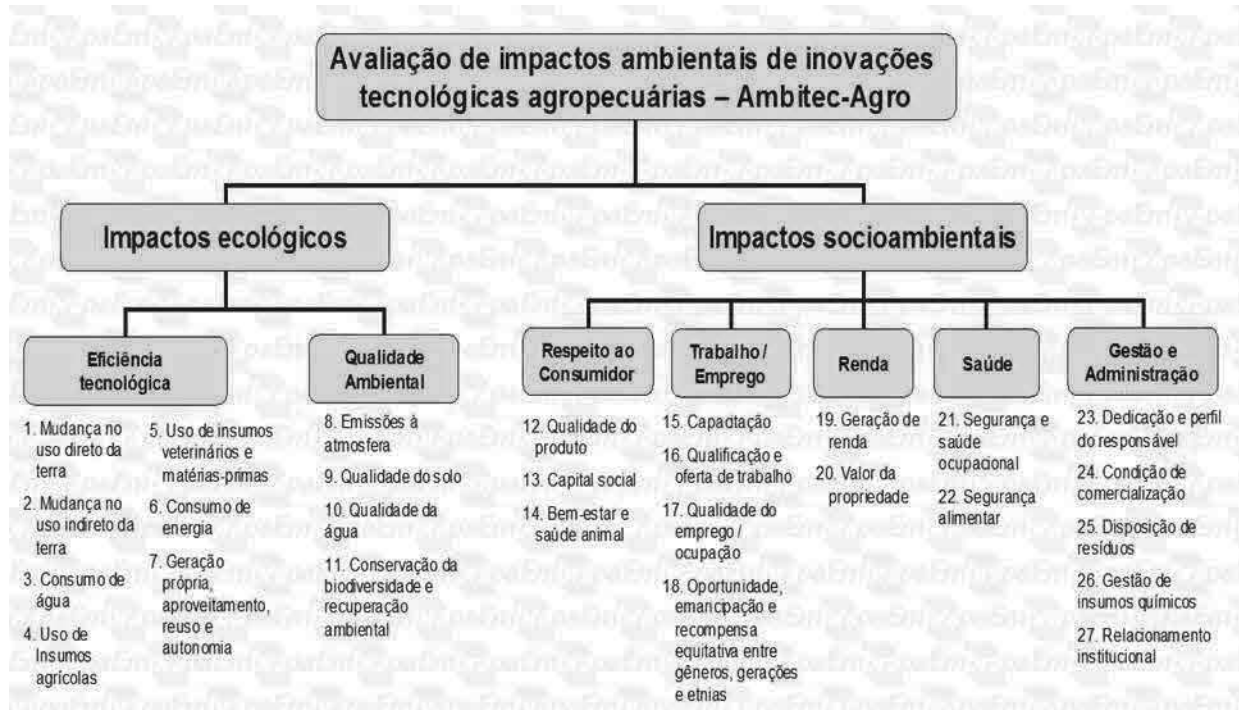 Avaliação de impactos ambientais de inovações
tecnológicas agropecuárias – Ambitec-Agro
Impactos ecológicos
Impactos socioambientais
Eficiência
tecnológica
Qualidade
Ambiental
Respeito ao
Consumidor
Trabalho /
Emprego
Renda
Saúde
Gestão e
Administração
1. Mudança no
uso direto da
terra
2. Mudança no
uso indireto da
terra
3. Consumo de
água
4. Uso de
Insumos
agrícolas
5. Uso de insumos
veterinários e
matérias-primas
6. Consumo de
energia
7. Geração
própria,
aproveitamento,
reuso e
autonomia
8. Emissões à
atmosfera
9. Qualidade do solo
10. Qualidade da
água
11. Conservação da
biodiversidade e
recuperação
ambiental
12. Qualidade do
produto
13. Capital social
14. Bem-estar e
saúde animal
15. Capacitação
16. Qualificação e
oferta de trabalho
17. Qualidade do
emprego /
ocupação
18. Oportunidade,
emancipação e
recompensa
equitativa entre
gêneros, gerações
e etnias
19. Geração de
renda
20. Valor da
propriedade
21. Segurança e
saúde
ocupacional
22. Segurança
alimentar
23. Dedicação e perfil
do responsável
24. Condição de
comercialização
25. Disposição de
resíduos
26. Gestão de
insumos químicos
27. Relacionamento
institucional